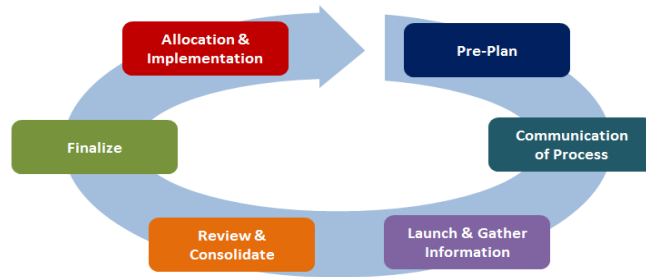 Allocation &
Implementation
Pre-Plan
Finalize
Communication
of Process
Review &
Consolidate
Launch & Gather
Information